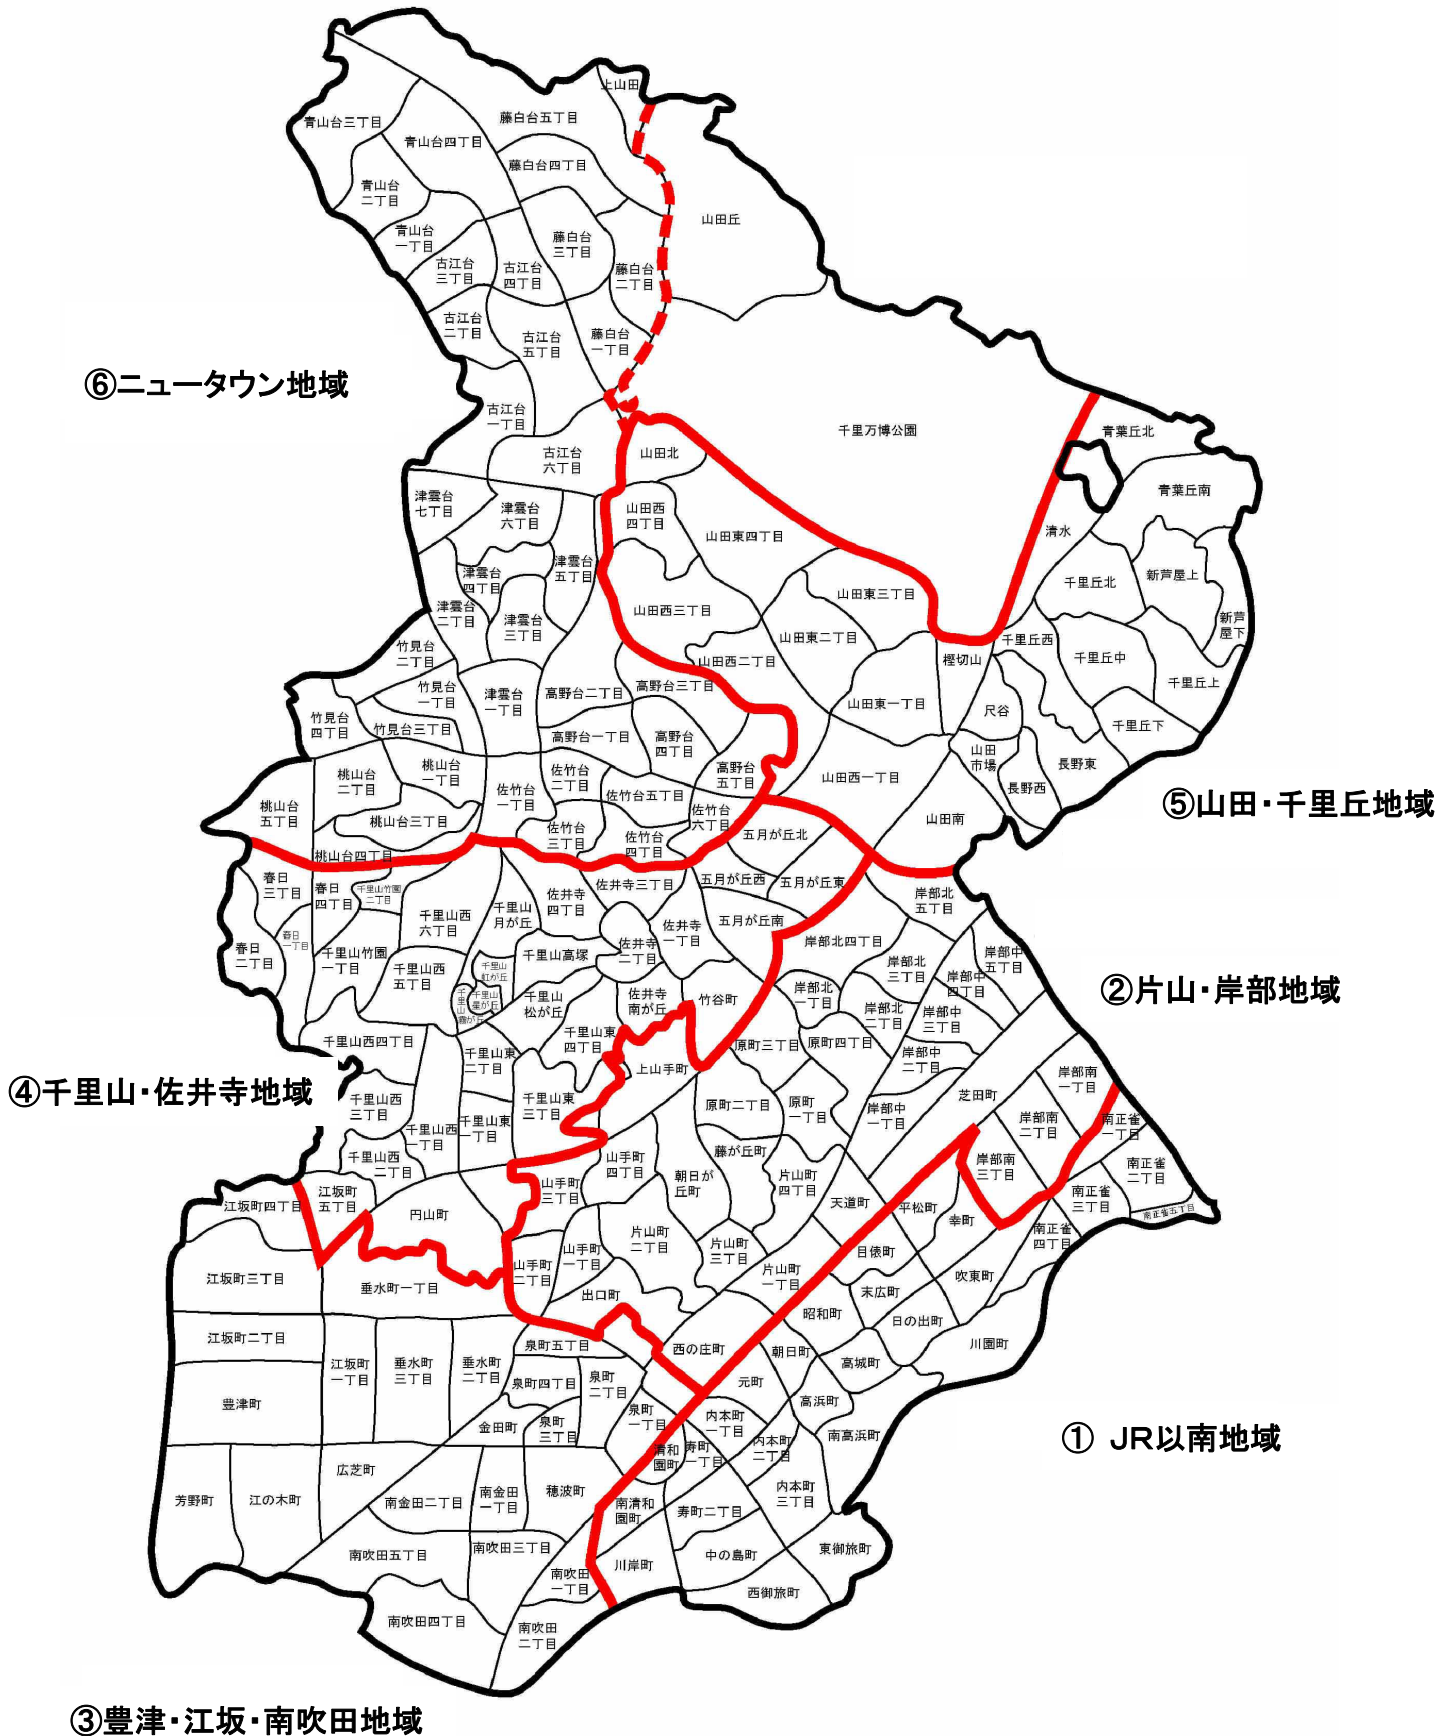 上山田
青山台三丁目
藤白台五丁目
青山台四丁目
藤白台四丁目
青山台
二丁目
山田丘
青山台
一丁目
藤白台
三丁目
古江台
三丁目
古江台
四丁目
藤白台
二丁目
古江台
二丁目
古江台
五丁目
藤白台
一丁目
⑥ニュータウン地域
古江台
一丁目
千里万博公園
青葉丘北
古江台
六丁目
山田北
青葉丘南
津雲台
七丁目
津雲台
六丁目
山田西
四丁目
山田東四丁目
清水
津雲台
五丁目
津雲台
四丁目
千里丘北
新芦屋上
山田東三丁目
津雲台
二丁目
津雲台
三丁目
山田西三丁目
新芦
屋下
山田東二丁目
千里丘西
竹見台
二丁目
山田西二丁目
樫切山
千里丘中
竹見台
一丁目
津雲台
一丁目
高野台二丁目
高野台三丁目
千里丘上
竹見台
四丁目
竹見台三丁目
山田東一丁目
尺谷
千里丘下
高野台一丁目
高野台
四丁目
山田
市場
長野東
桃山台
一丁目
桃山台
二丁目
佐竹台
二丁目
高野台
五丁目
山田西一丁目
長野西
佐竹台
一丁目
佐竹台五丁目
⑤山田・千里丘地域
桃山台
五丁目
桃山台三丁目
佐竹台
六丁目
山田南
佐竹台
三丁目
佐竹台
四丁目
五月が丘北
桃山台四丁目
春日
三丁目
春日
四丁目
千里山竹園
二丁目
佐井寺三丁目
五月が丘西
五月が丘東
佐井寺
四丁目
岸部北
五丁目
千里山
月が丘
千里山西
六丁目
五月が丘南
佐井寺
一丁目
春日
一丁目
春日
二丁目
千里山竹園
一丁目
千里山高塚
佐井寺
二丁目
岸部北四丁目
岸部中
五丁目
千里山西
五丁目
千里山
虹が丘
岸部北
三丁目
岸部中
四丁目
②片山・岸部地域
千里山
星が丘
千里山
霧が丘
千里山
松が丘
佐井寺
南が丘
竹谷町
岸部北
一丁目
岸部北
二丁目
岸部中
三丁目
千里山西四丁目
千里山東
四丁目
原町三丁目
原町四丁目
千里山東
二丁目
岸部中
二丁目
上山手町
岸部南
一丁目
④千里山・佐井寺地域
千里山西
三丁目
千里山東
三丁目
原町二丁目
原町
一丁目
芝田町
岸部中
一丁目
岸部南
二丁目
南正雀
一丁目
千里山西
一丁目
千里山東
一丁目
千里山西
二丁目
山手町
四丁目
藤が丘町
岸部南
三丁目
南正雀
二丁目
山手町
三丁目
朝日が
丘町
片山町
四丁目
江坂町四丁目
江坂町
五丁目
円山町
天道町
平松町
幸町
南正雀
三丁目
南正雀五丁目
片山町
二丁目
片山町
三丁目
南正雀
四丁目
山手町
一丁目
山手町
二丁目
目俵町
江坂町三丁目
垂水町一丁目
片山町
一丁目
吹東町
出口町
末広町
昭和町
日の出町
江坂町二丁目
泉町五丁目
西の庄町
川園町
江坂町
一丁目
垂水町
三丁目
垂水町
二丁目
朝日町
高城町
泉町四丁目
泉町
二丁目
元町
豊津町
高浜町
金田町
泉町
三丁目
泉町
一丁目
内本町
一丁目
南高浜町
① JR以南地域
清和
園町
寿町
一丁目
内本町
二丁目
広芝町
芳野町
江の木町
南金田二丁目
南金田
一丁目
穂波町
内本町
三丁目
南清和
園町
寿町二丁目
南吹田五丁目
南吹田三丁目
中の島町
東御旅町
南吹田
一丁目
川岸町
西御旅町
南吹田四丁目
南吹田
二丁目
③豊津・江坂・南吹田地域